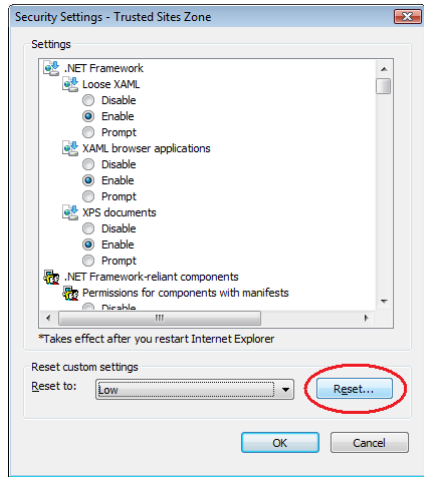 Security Settings - Trusted Sites Zone
Settings
.NET Framework
Loose XAML
Disable
Enable
Prompt
XAML browser applications
Disable
Enable
Prompt
XPS documents
Disable
Enable
Prompt
.NET Framework-reliant components
Permissions for components with manifests
Disable
*Takes effect after you restart Internet Explorer
Reset custom settings
Reset to: Low Reset...
OK Cancel